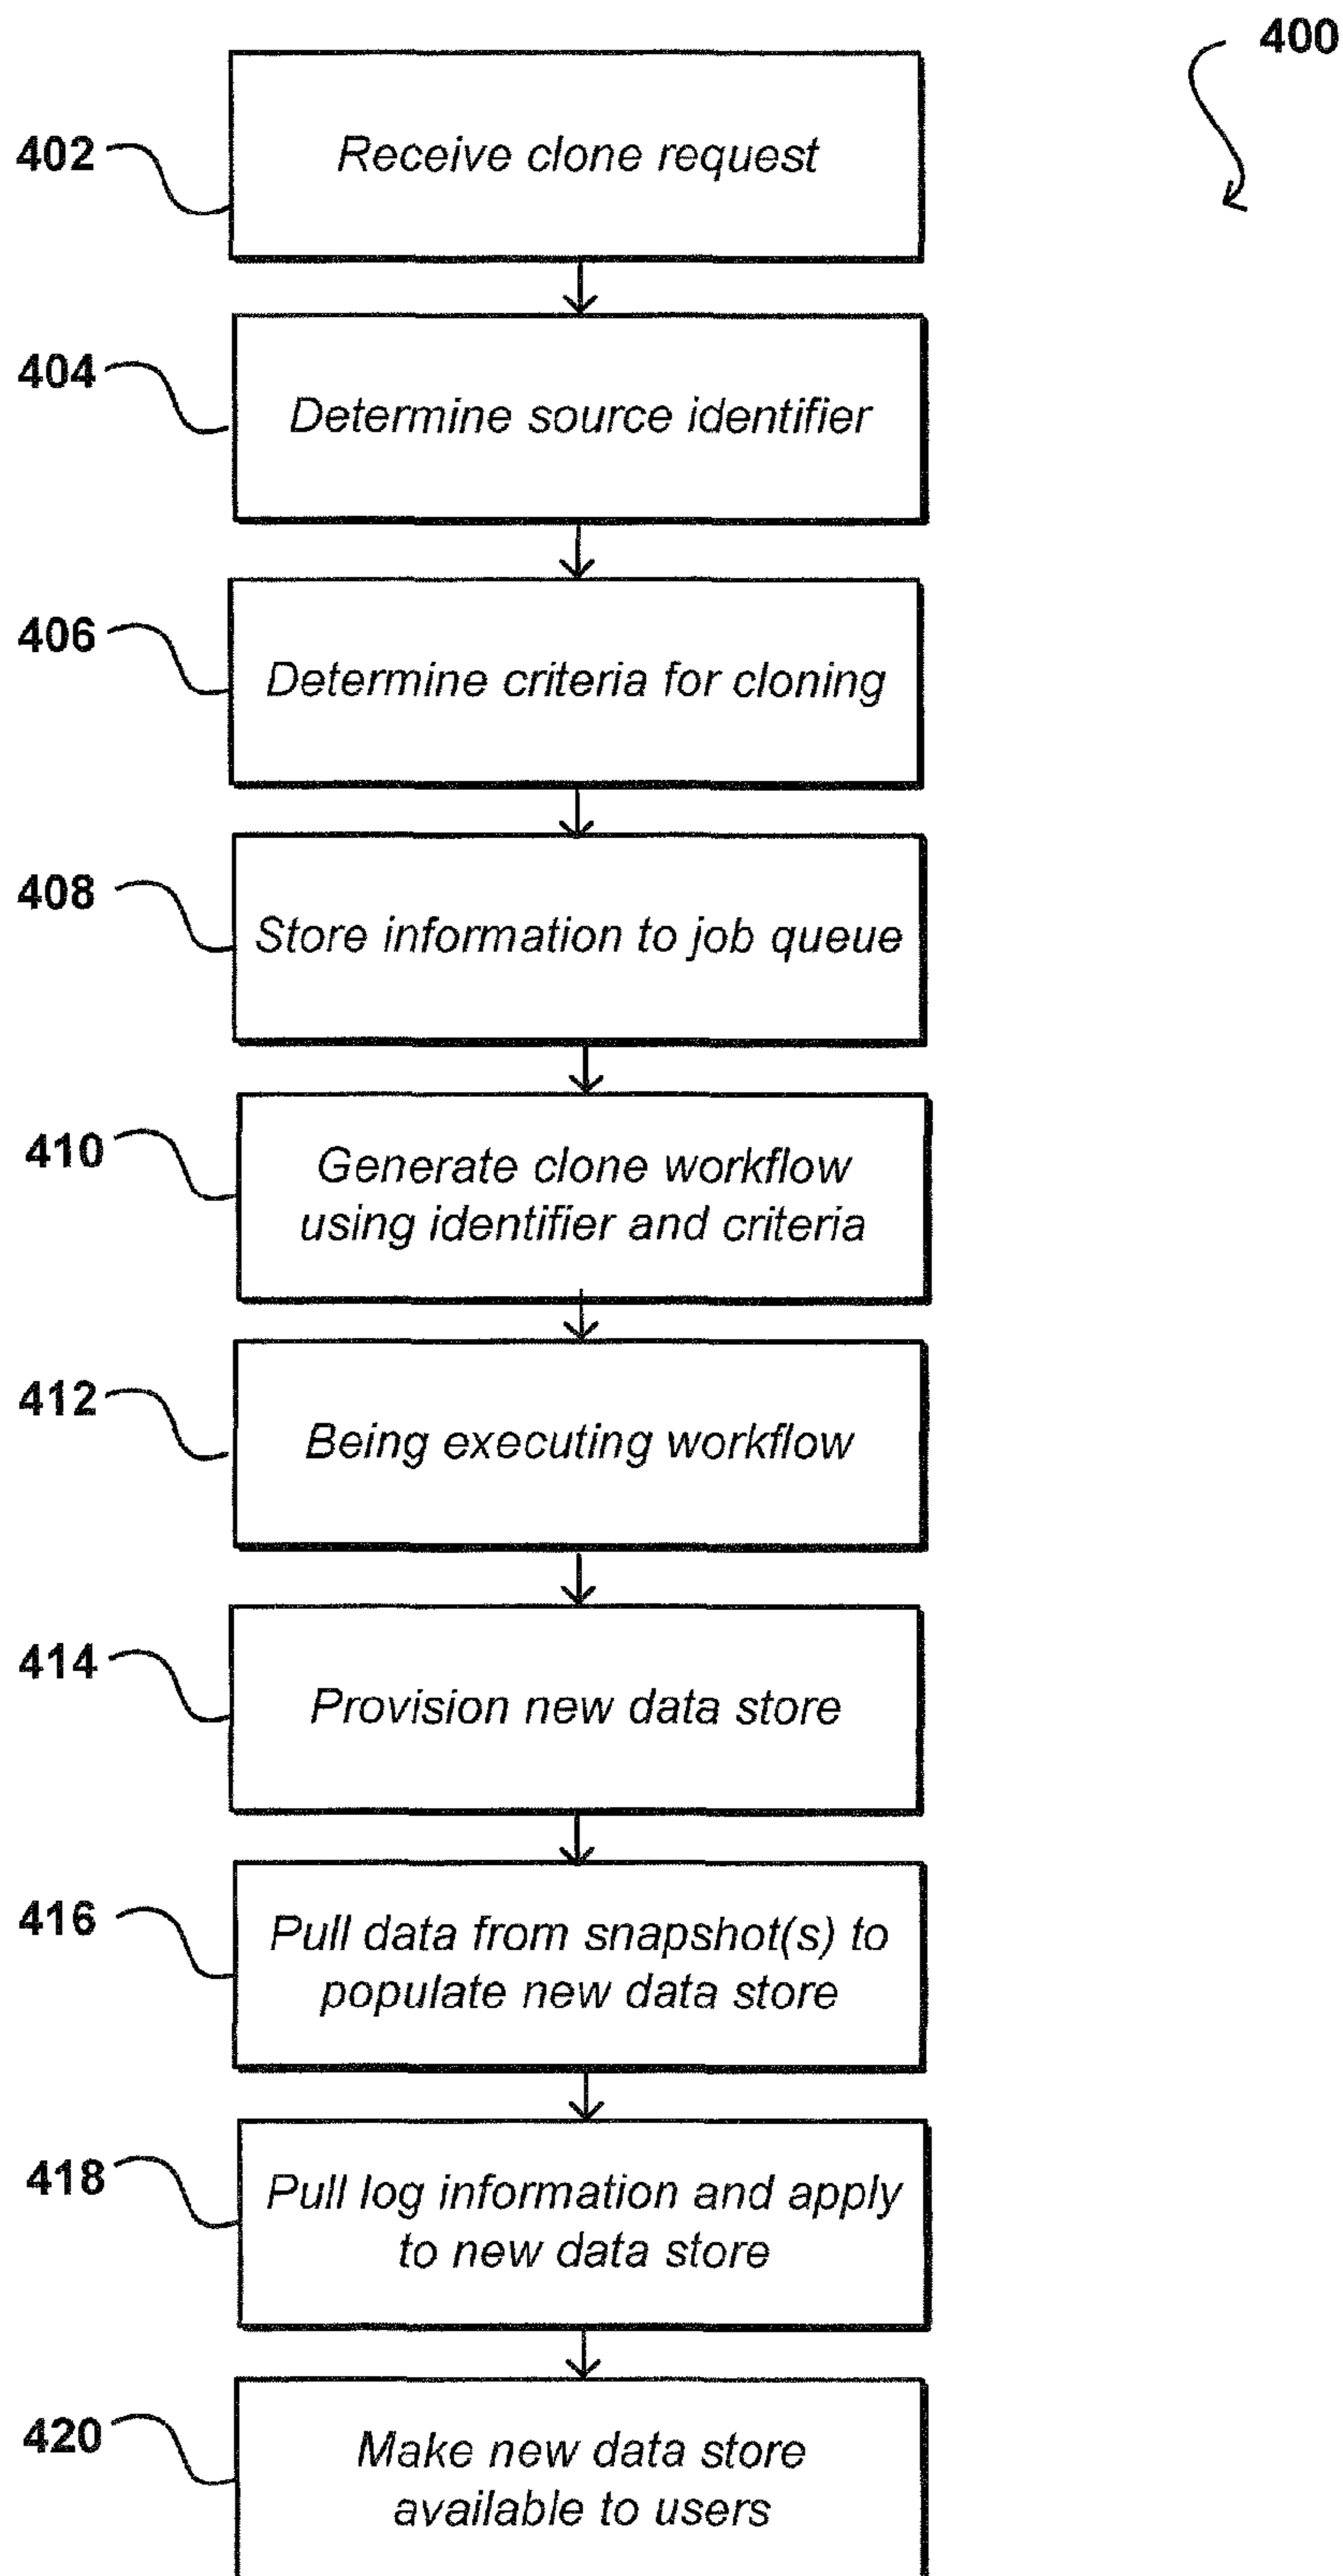 400
402
Receive clone request
404
Determine source identifier
406
Determine criteria for cloning
408
Store information to job queue
410
Generate clone workflow
using identifier and criteria
412
Being executing workflow
414
Provision new data store
416
Pull data from snapshot(s) to
populate new data store
418
Pull log information and apply
to new data store
420
Make new data store
available to users